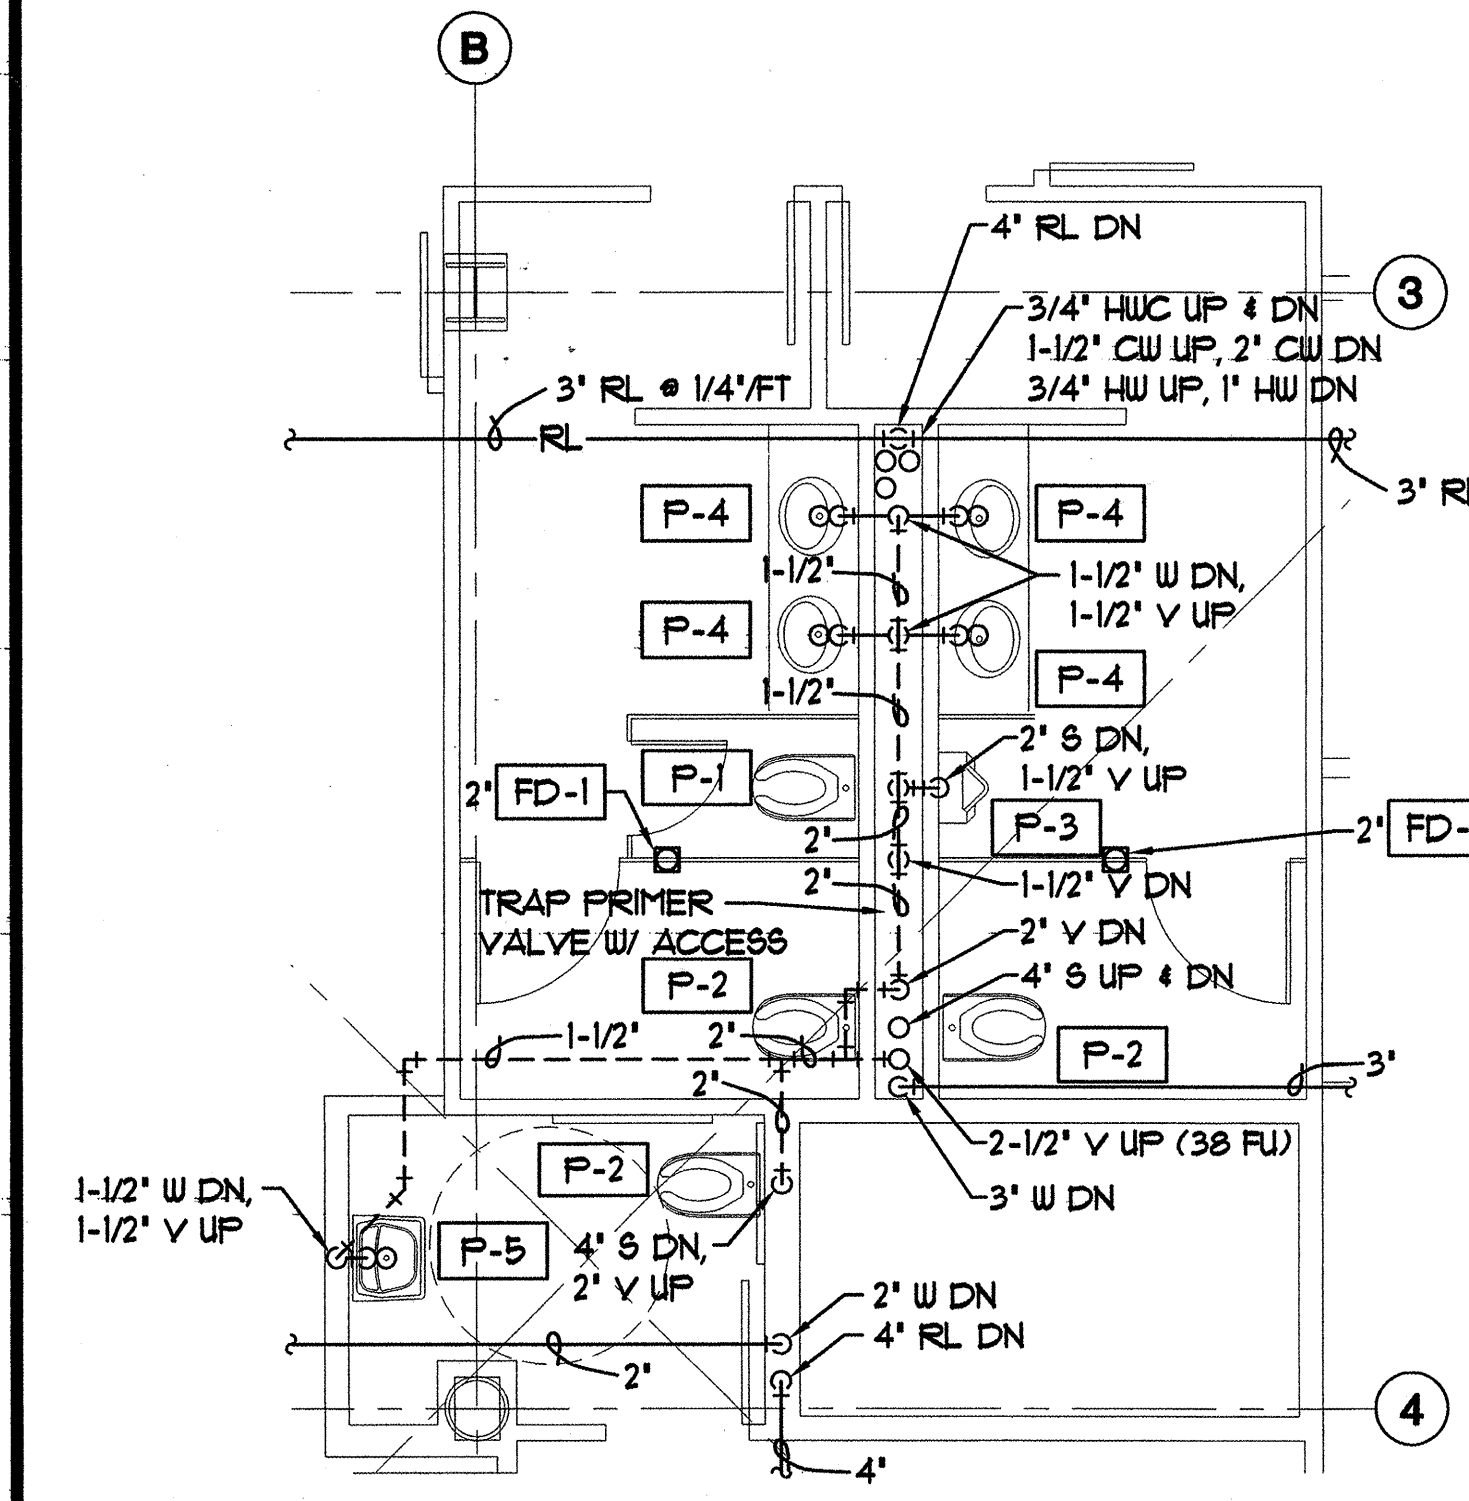 B
4" RL DN
3
3/4" HWC UP & DN
1-1/2" CW UP, 2" CW DN
3/4" HW UP, 1" HW DN
3" RL @ 1/4"/FT
RL
3" RL
P-4
P-4
1-1/2"
1-1/2" W DN,
1-1/2" V UP
P-4
P-4
1-1/2"
2" S DN,
1-1/2" V UP
P-1
2" FD-1
P-3
2"
2" FD-
2"
1-1/2" V DN
TRAP PRIMER
VALVE W/ ACCESS
2" V DN
4" S UP & DN
P-2
1-1/2"
2"
P-2
3"
2"
2-1/2" V UP (38 FU)
P-2
3" W DN
1-1/2" W DN,
1-1/2" V UP
P-5
4" S DN,
2" V UP
2" W DN
4" RL DN
2"
4
4"